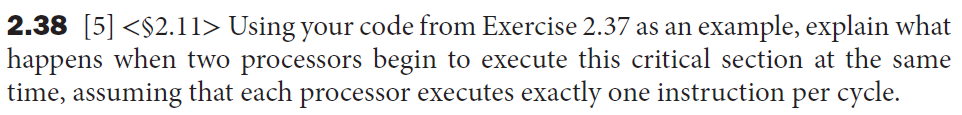 2.38 [5] <§2.11> Using your code from Exercise 2.37 as an example, explain what
happens when two processors begin to execute this critical section at the same
time, assuming that each processor executes exactly one instruction per cycle.